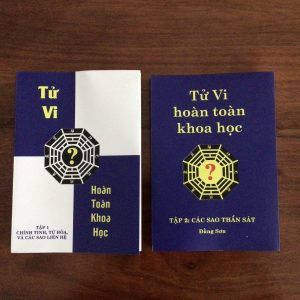 Tử
Vi
?
Hoàn
Toàn
Khoa
Học
TẬP 1
CHÍNH TINH, TỨ HÓA,
VÀ CÁC SAO LIÊN HỆ
Tử Vi
hoàn toàn
khoa học
?
TẬP 2: CÁC SAO THẦN SÁT
Đằng Sơn